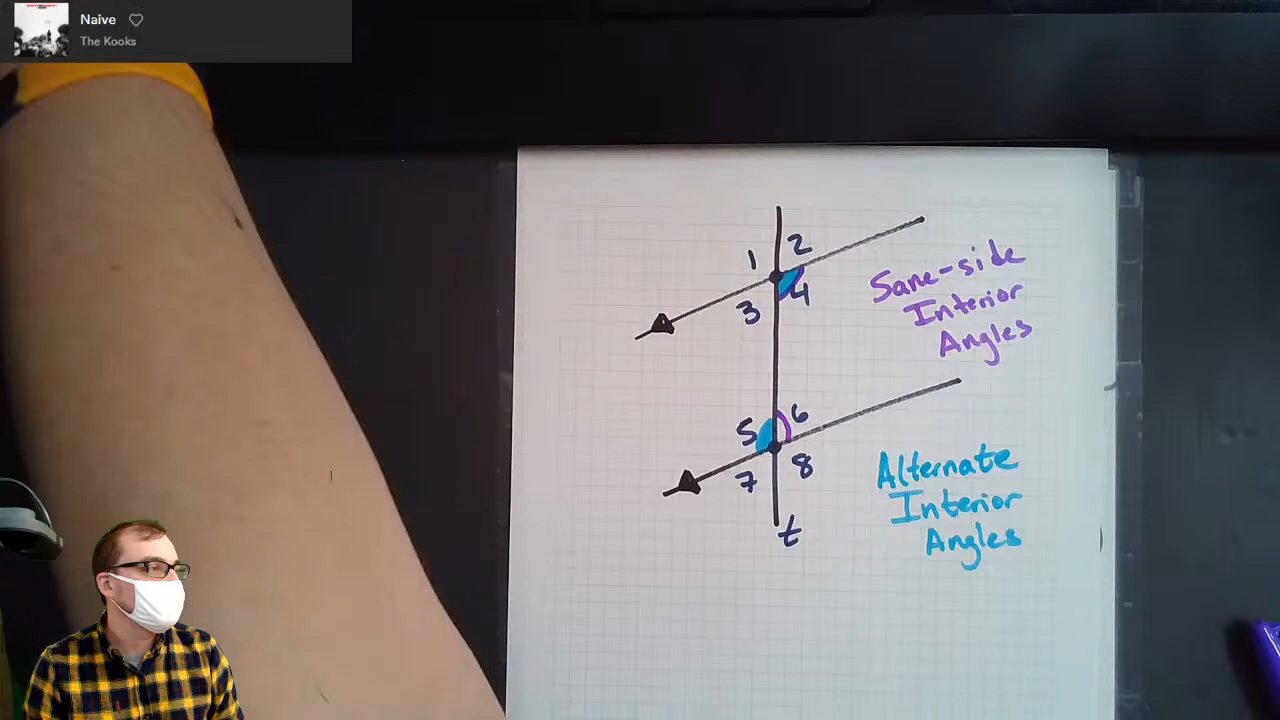 Naive
The Kooks
1 2
3 4
5 6
7 8
t
Same-side
Interior
Angles
Alternate
Interior
Angles